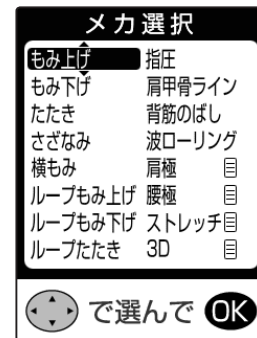 メカ選択
もみ上げ 指圧
もみ下げ 肩甲骨ライン
たたき 背筋のばし
さざなみ 波ローリング
横もみ 肩極
ループもみ上げ 腰極
ループもみ下げ ストレッチ
ループたたき 3D
で選んで OK